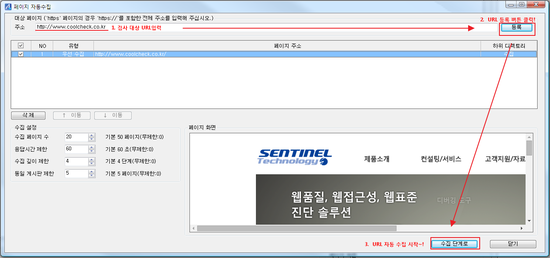 페이지 자동수집
대상 페이지 ('https' 페이지의 경우 'https://'를 포함한 전체 주소를 입력해 주십시오.)
2. URL 등록 버튼 클릭!
주소 http://www.coolcheck.co.kr 1. 검사 대상 URL입력 등록
NO 유형 페이지 주소 하위 디렉토리
1 우선 수집 http://www.coolcheck.co.kr/
삭 제 ↑ 이동 ↓ 이동
수집 설정
수집 페이지 수 20 기본 50 페이지(무제한:0)
응답시간 제한 60 기본 60 초(무제한:0)
수집 깊이 제한 4 기본 4 단계(무제한:0)
동일 게시판 제한 5 기본 5 페이지(무제한:0)
페이지 화면
SENTINEL
Technology
제품소개 컨설팅/서비스 고객지원/자료
웹품질, 웹접근성, 웹표준
진단 솔루션
3. URL 자동 수집 시작~!
수집 단계로 닫기